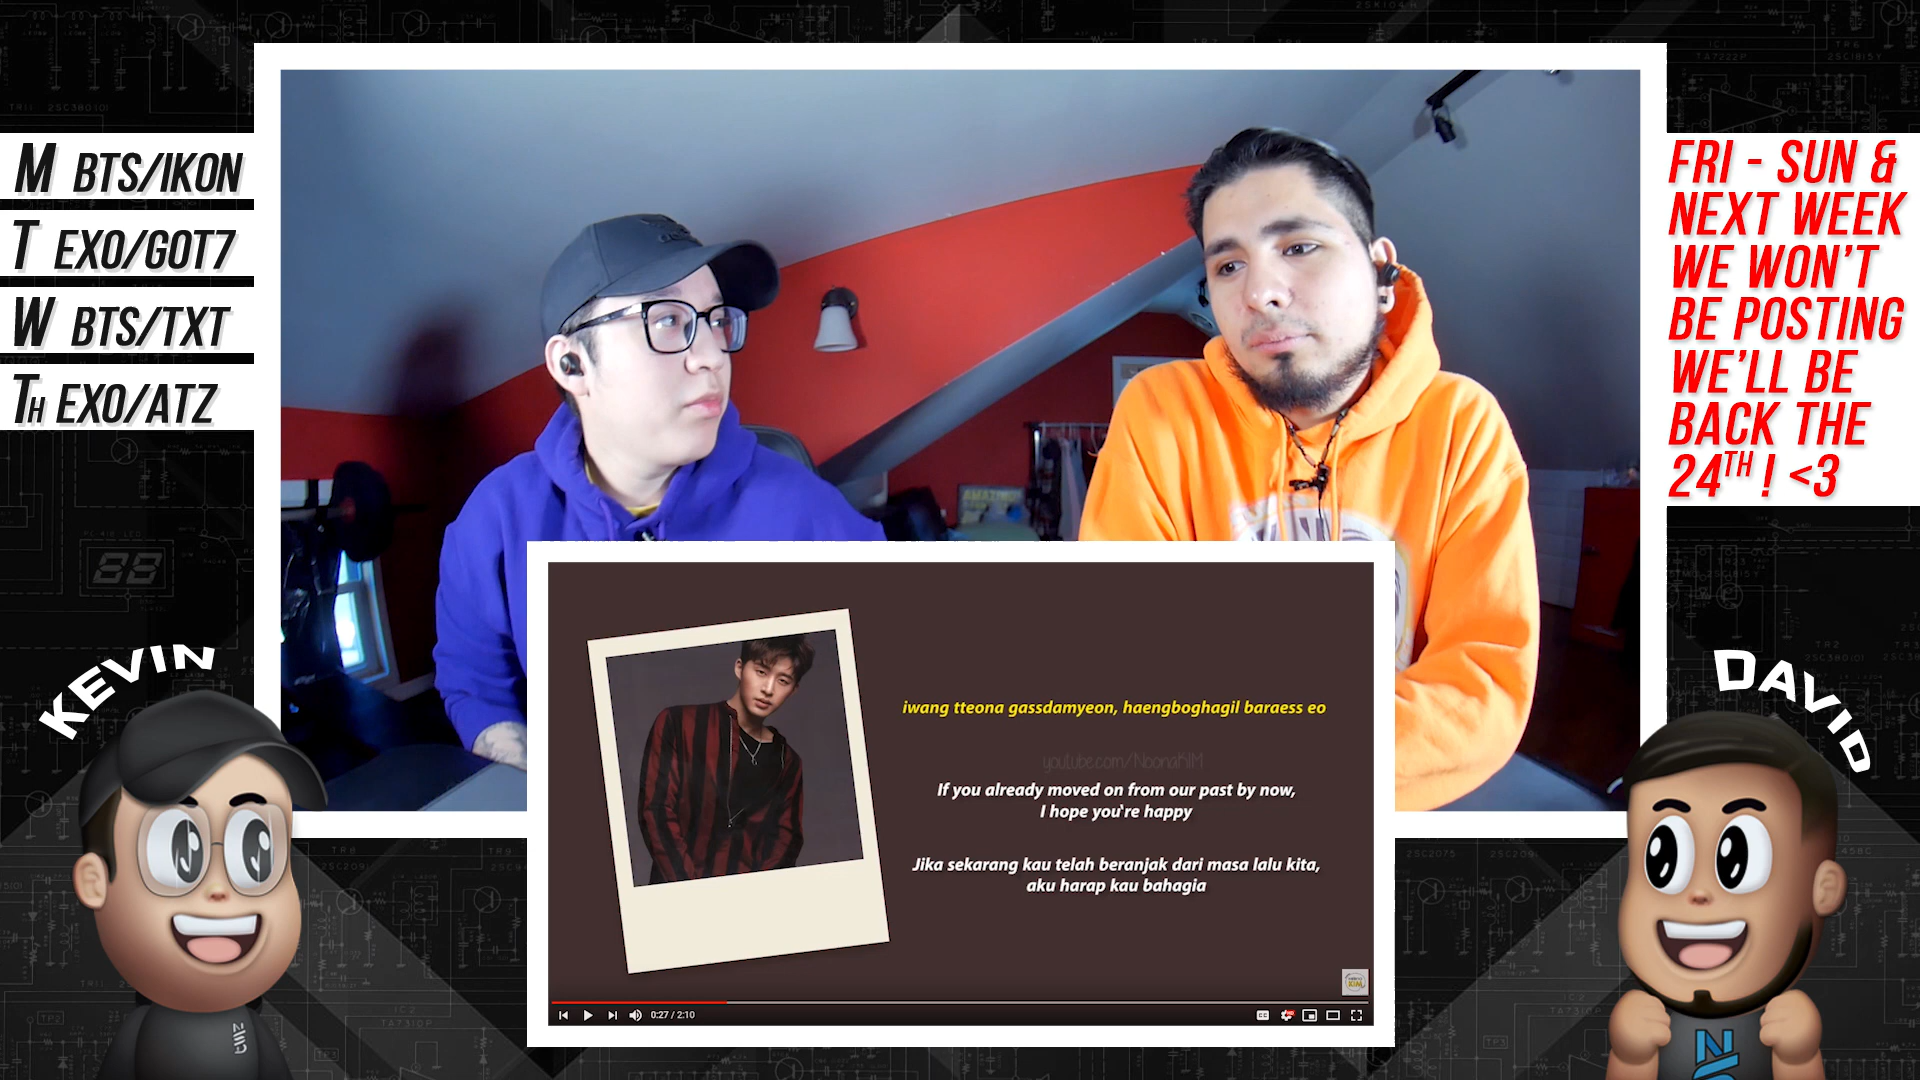 M BTS/IKON
T EXO/GOT7
W BTS/TXT
TH EXO/ATZ
FRI - SUN &
NEXT WEEK
WE WON'T
BE POSTING
WE'LL BE
BACK THE
24TH ! <3
KEVIN
DAVID
iwang tteona gassdamyeon, haengboghagil baraess eo
youtube.com/NoonaKIM
If you already moved on from our past by now,
I hope you're happy
Jika sekarang kau telah beranjak dari masa lalu kita,
aku harap kau bahagia
0:27 / 2:10